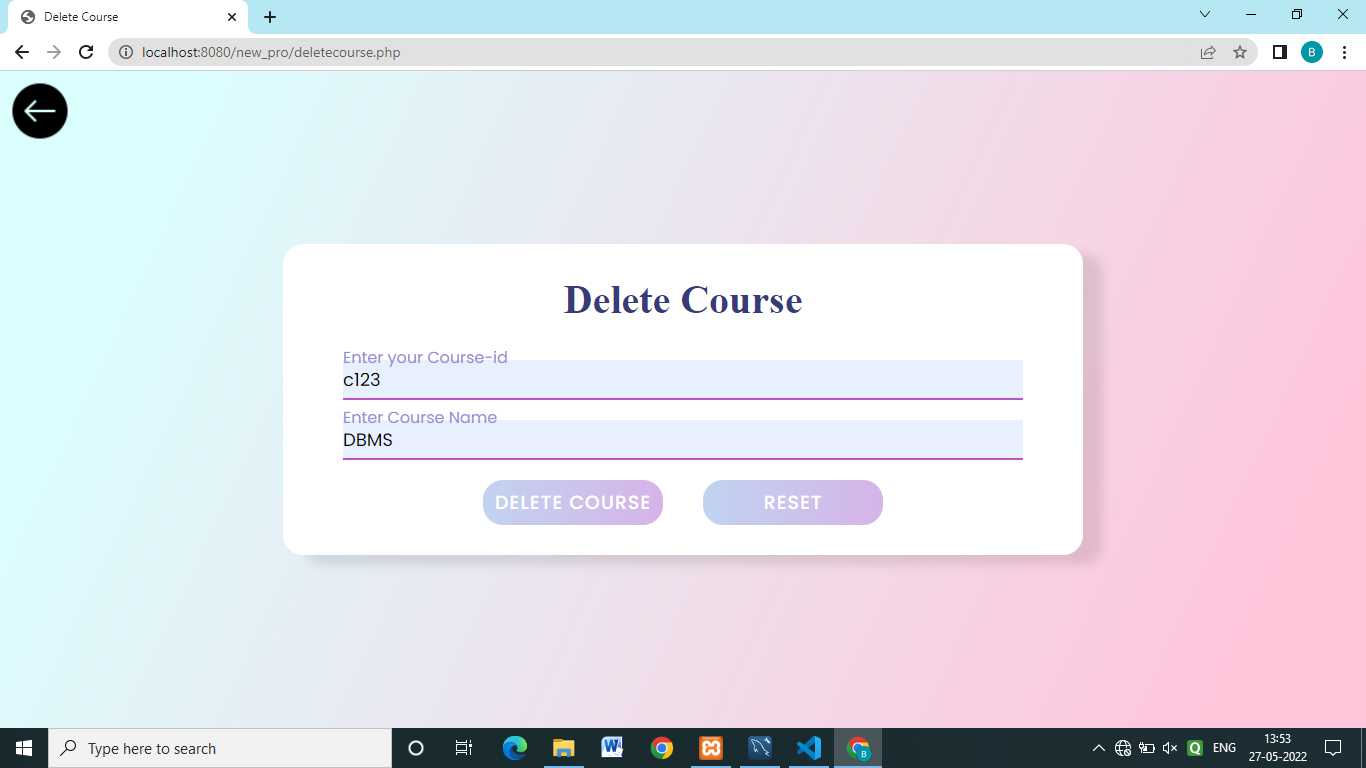 Delete Course
localhost:8080/new_pro/deletecourse.php
B
Delete Course
Enter your Course-id
c123
Enter Course Name
DBMS
DELETE COURSE
RESET
Type here to search
W
B
Q
ENG
13:53
27-05-2022